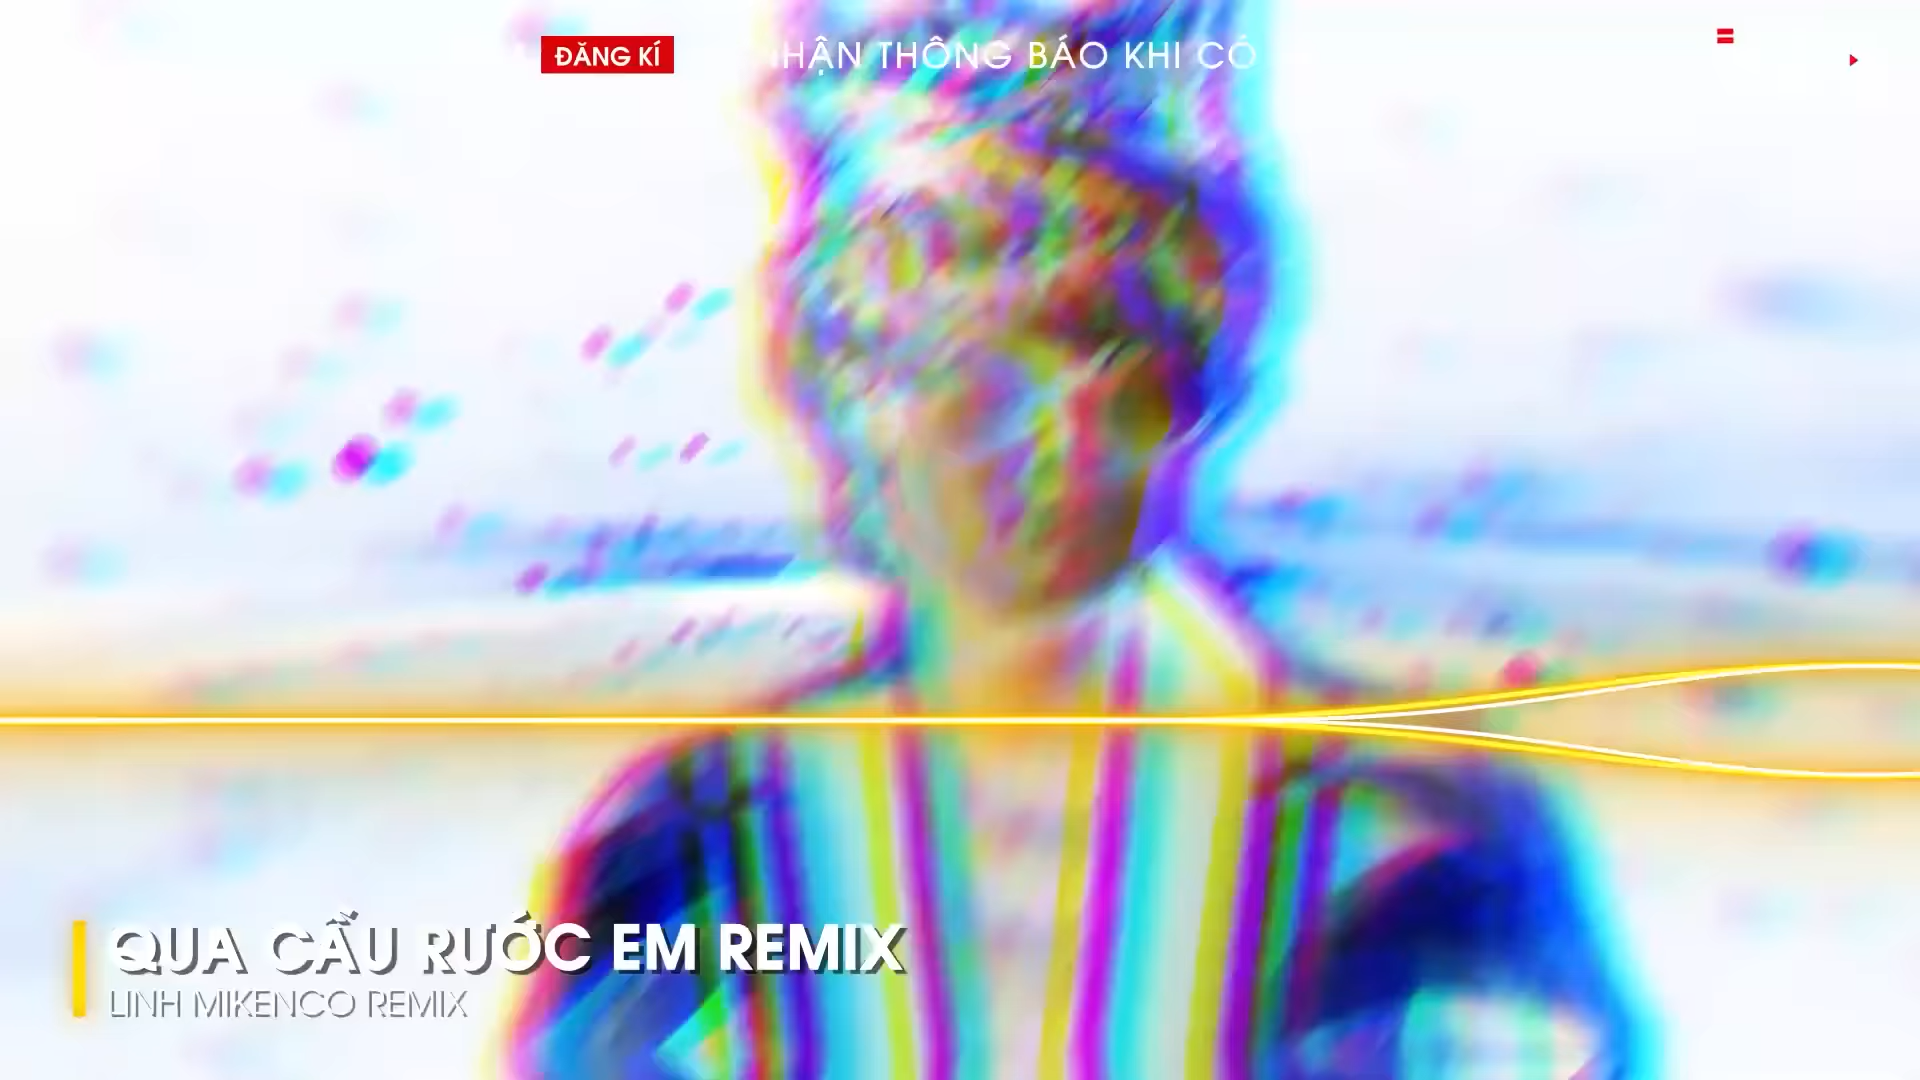 ĐĂNG KÍ NHẬN THÔNG BÁO KHI CÓ
QUA CẦU RƯỚC EM REMIX
LINH MIKENCO REMIX